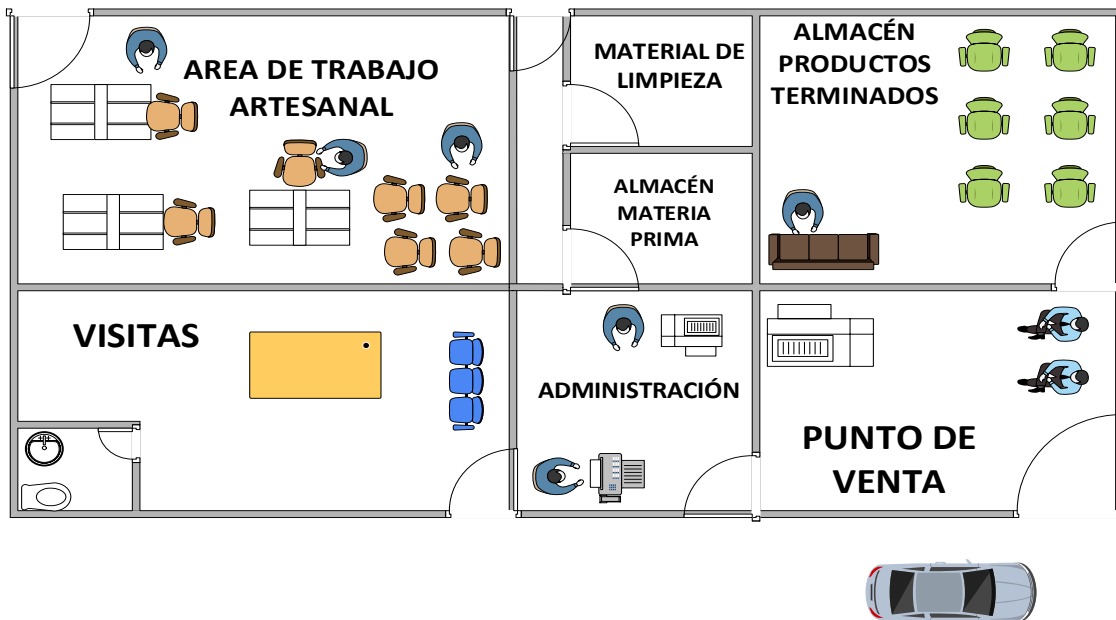 AREA DE TRABAJO
ARTESANAL
MATERIAL DE
LIMPIEZA
ALMACÉN
PRODUCTOS
TERMINADOS
ALMACÉN
MATERIA
PRIMA
VISITAS
ADMINISTRACIÓN
PUNTO DE
VENTA